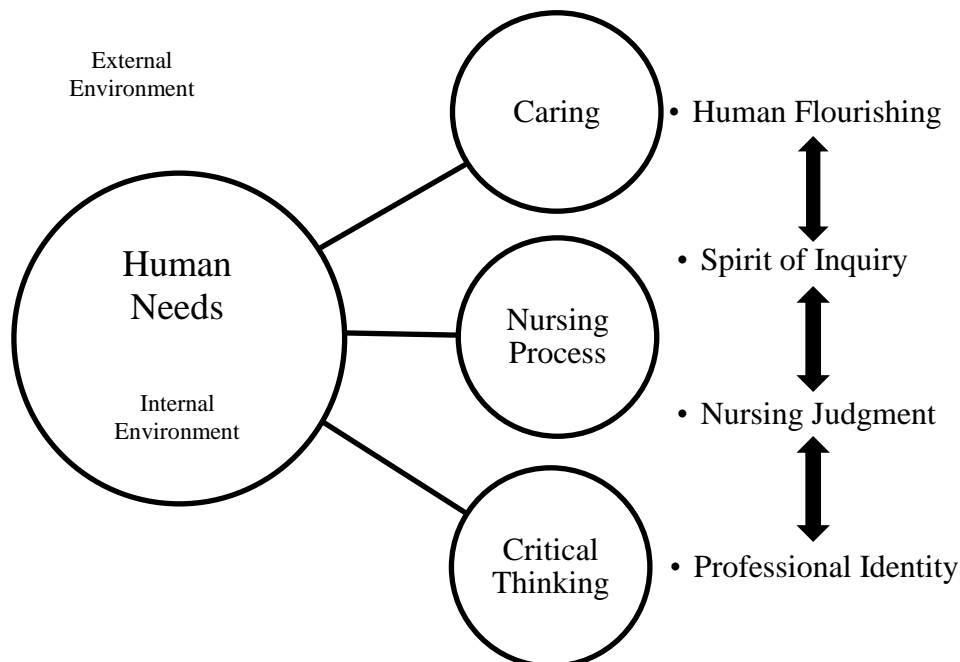 External
Environment
Caring
• Human Flourishing
Human
Needs
• Spirit of Inquiry
Nursing
Process
Internal
Environment
• Nursing Judgment
Critical
Thinking
• Professional Identity